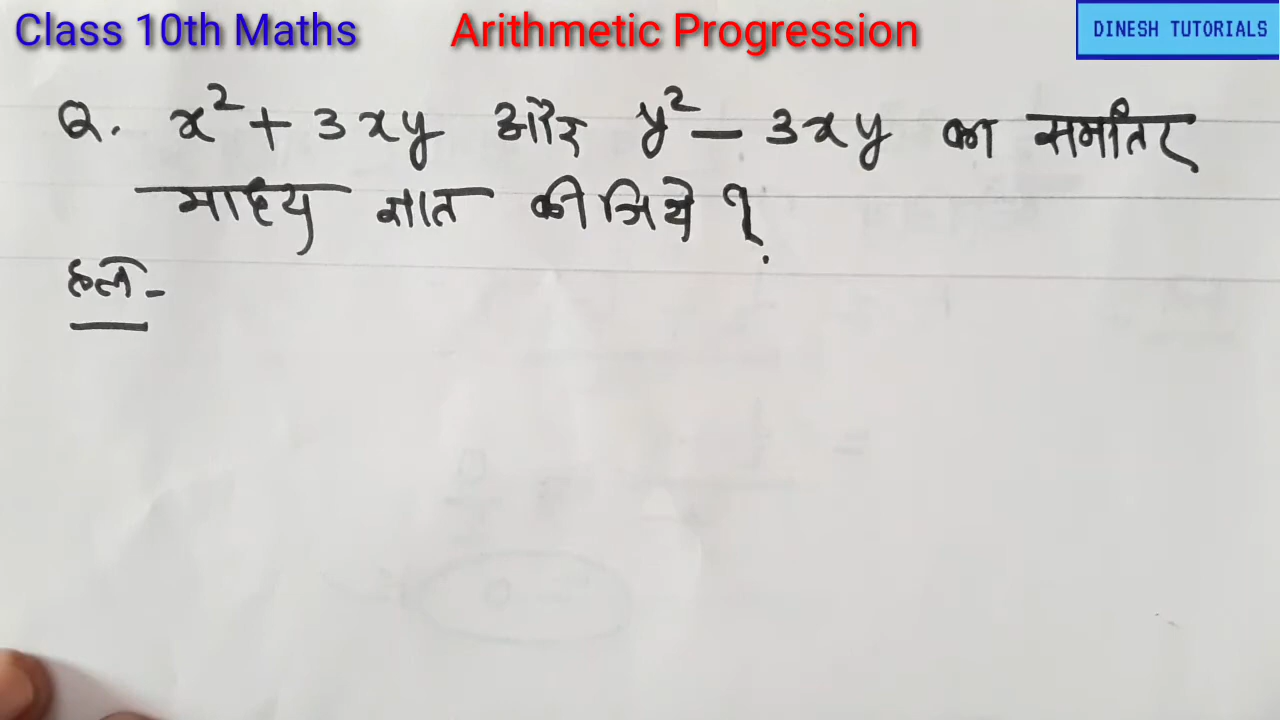 Class 10th Maths Arithmetic Progression DINESH TUTORIALS
Q. x² + 3xy और y² – 3xy का समांतर
माध्य ज्ञात कीजिये ?
हल -